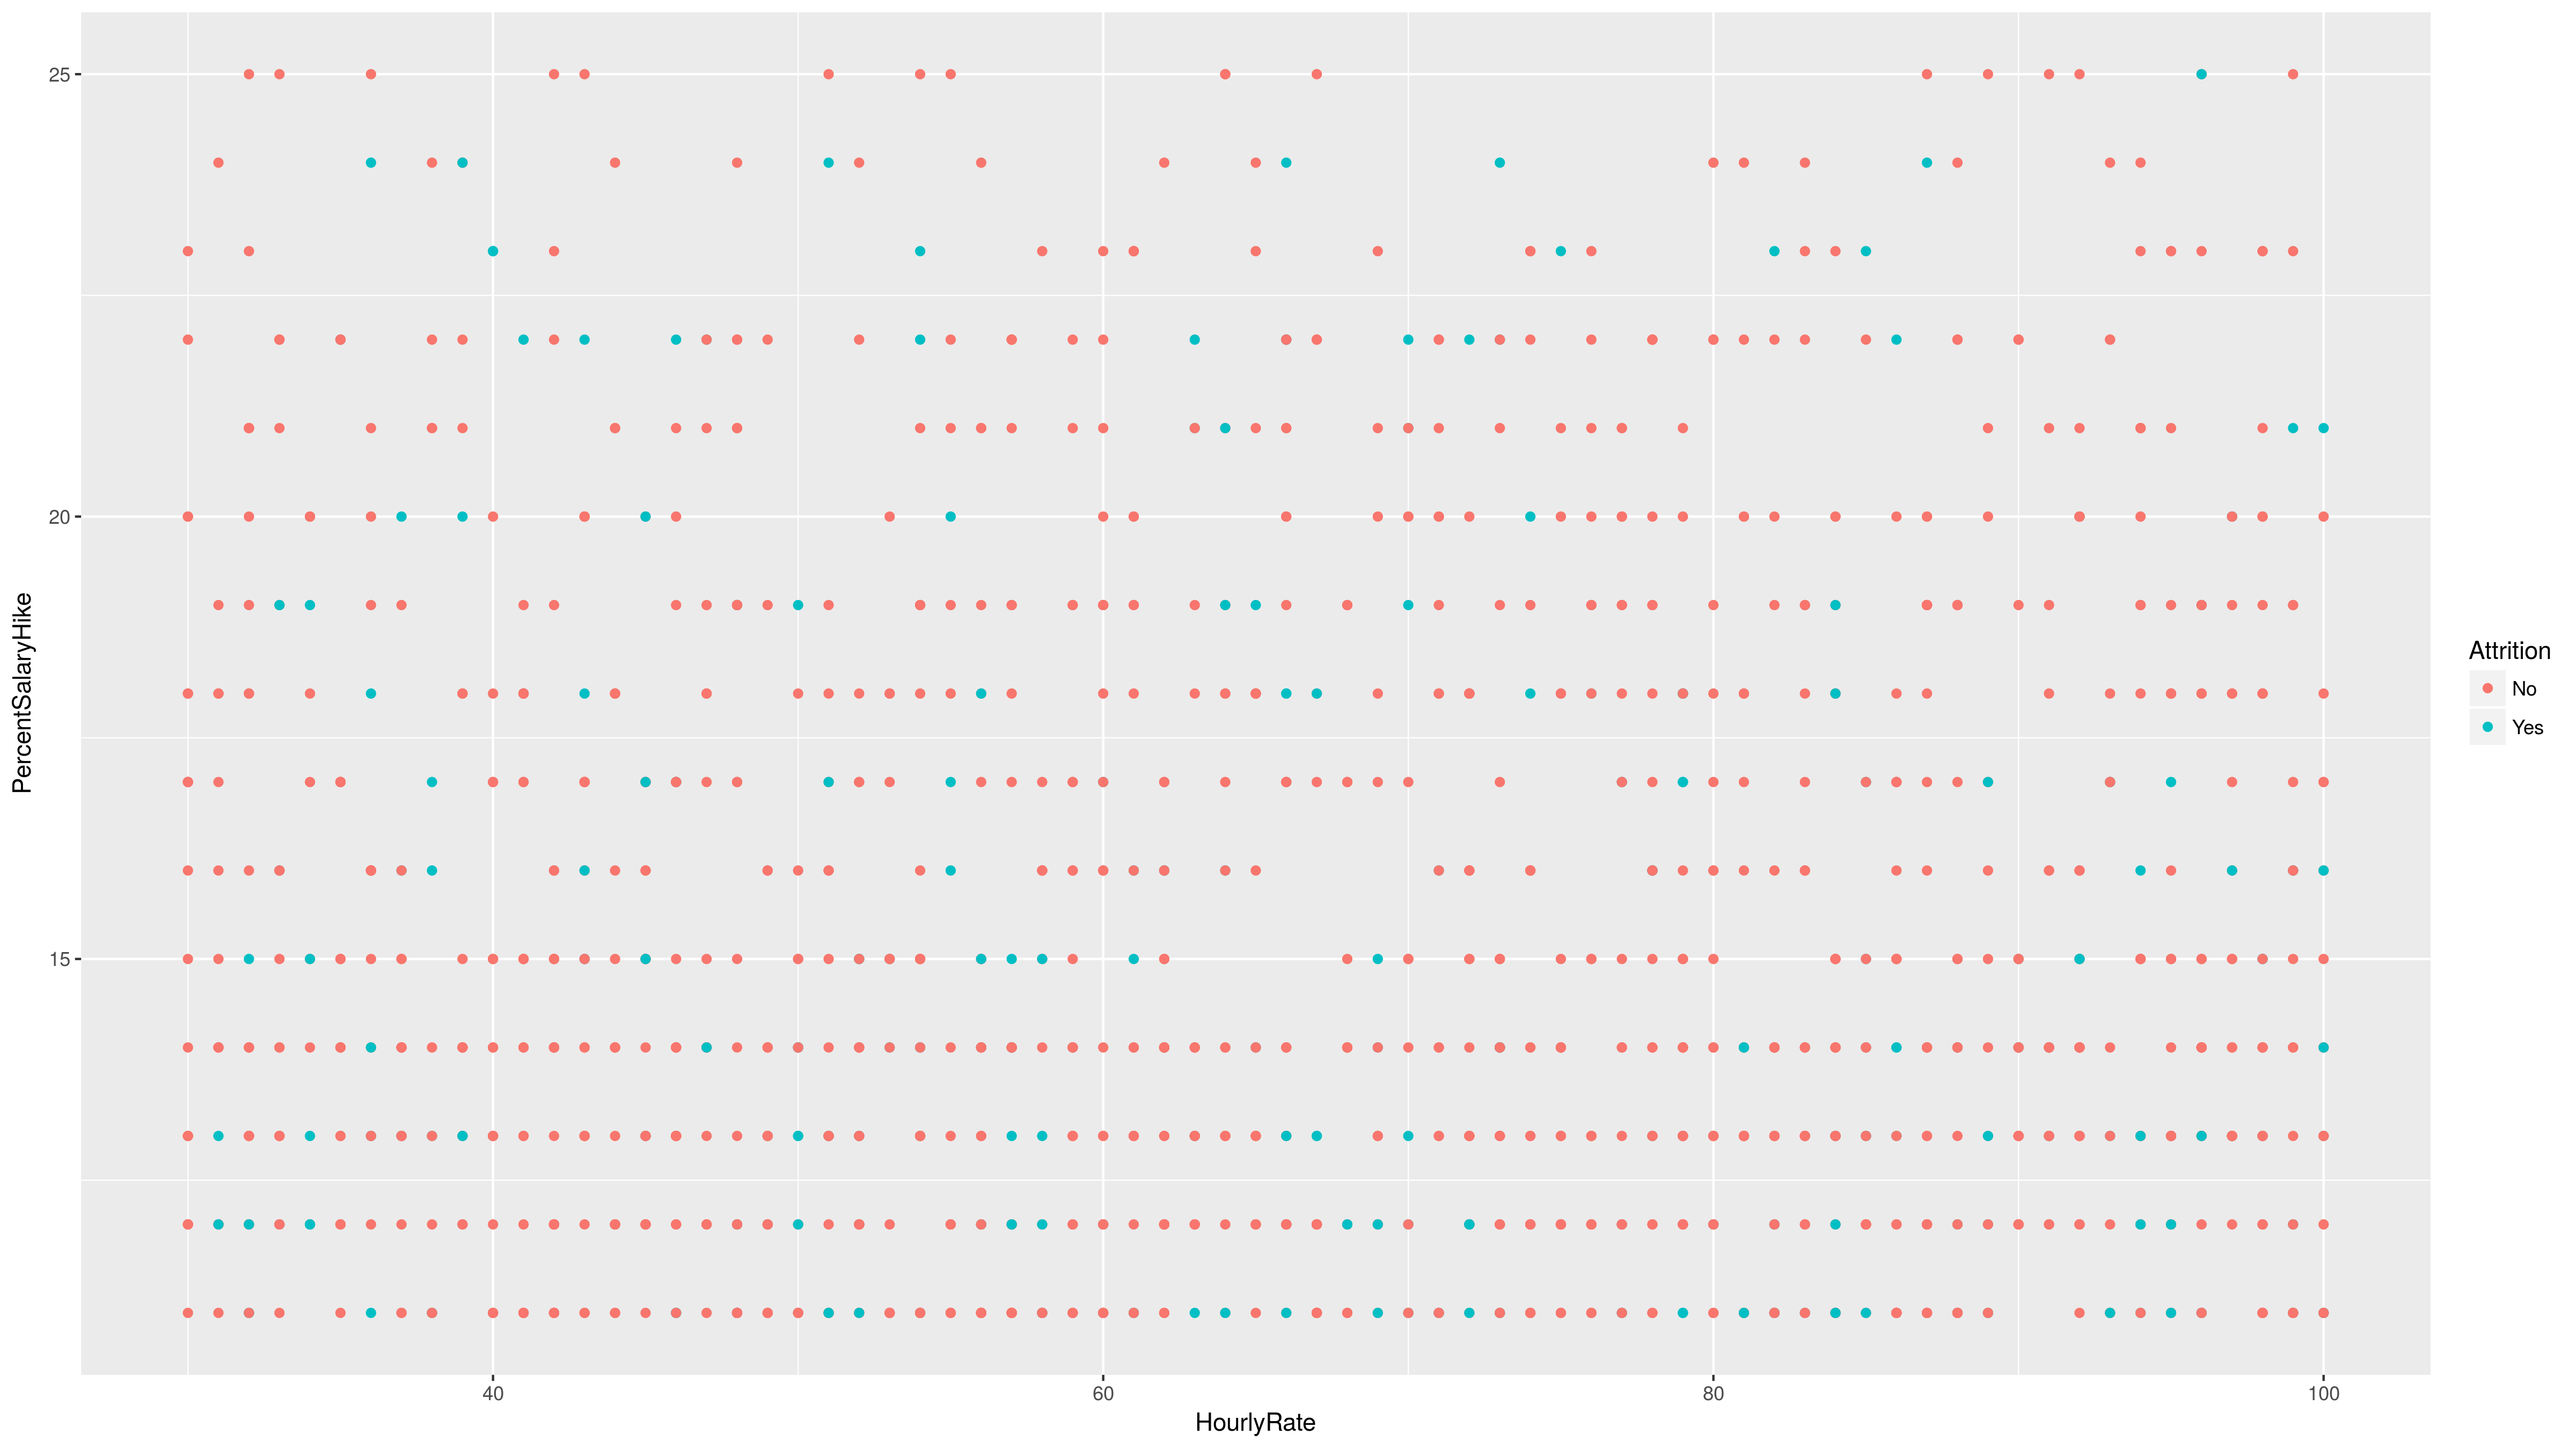 25
20
15
PercentSalaryHike
40 60 80 100
HourlyRate
Attrition
No
Yes